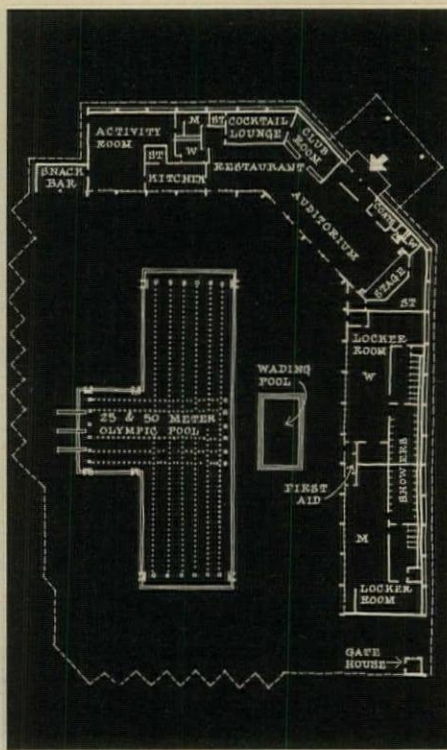 M
ST
COCKTAIL
LOUNGE
ACTIVITY
ROOM
CLUB
ROOM
ST
W
RESTAURANT
SNACK
BAR
KITCHEN
AUDITORIUM
W
STAGE
ST
LOCKER
ROOM
W
WADING
POOL
25 & 50 METER
OLYMPIC POOL
SHOWERS
FIRST
AID
M
LOCKER
ROOM
GATE
HOUSE